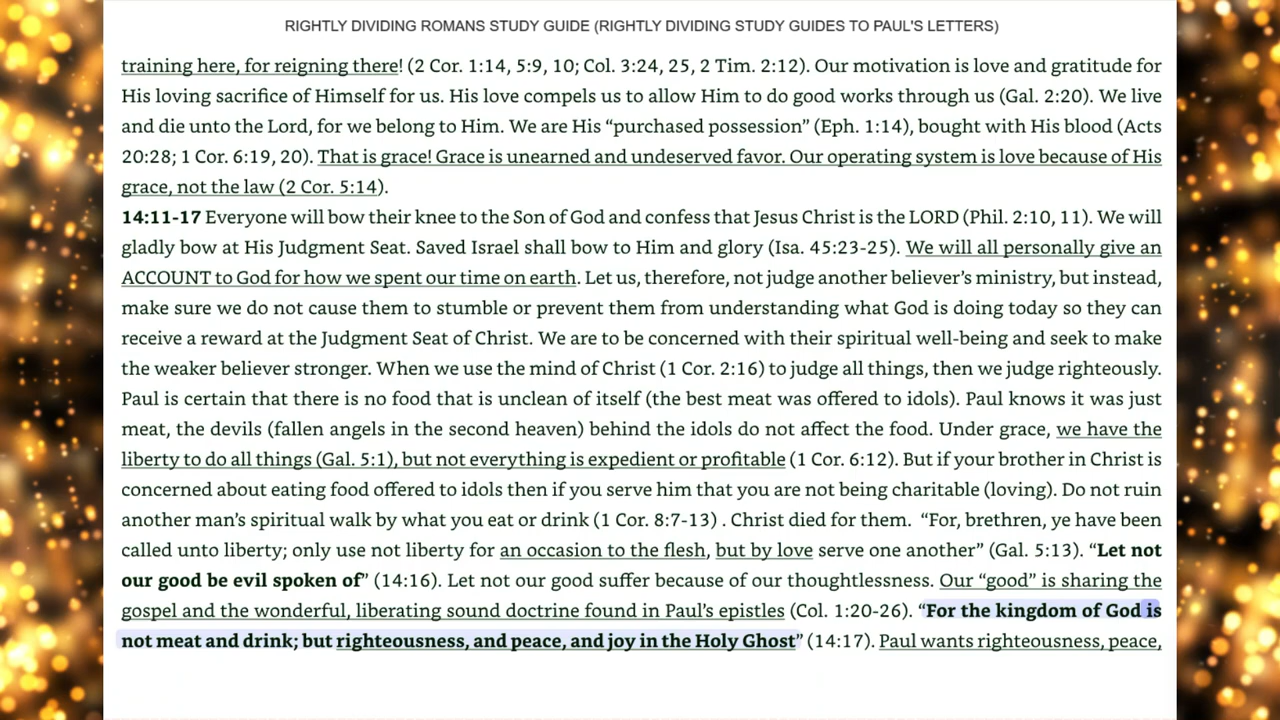 RIGHTLY DIVIDING ROMANS STUDY GUIDE (RIGHTLY DIVIDING STUDY GUIDES TO PAUL'S LETTERS)
training here, for reigning there! (2 Cor. 1:14, 5:9, 10; Col. 3:24, 25, 2 Tim. 2:12). Our motivation is love and gratitude for
His loving sacrifice of Himself for us. His love compels us to allow Him to do good works through us (Gal. 2:20). We live
and die unto the Lord, for we belong to Him. We are His “purchased possession” (Eph. 1:14), bought with His blood (Acts
20:28; 1 Cor. 6:19, 20). That is grace! Grace is unearned and undeserved favor. Our operating system is love because of His
grace, not the law (2 Cor. 5:14).
14:11-17 Everyone will bow their knee to the Son of God and confess that Jesus Christ is the LORD (Phil. 2:10, 11). We will
gladly bow at His Judgment Seat. Saved Israel shall bow to Him and glory (Isa. 45:23-25). We will all personally give an
ACCOUNT to God for how we spent our time on earth. Let us, therefore, not judge another believer’s ministry, but instead,
make sure we do not cause them to stumble or prevent them from understanding what God is doing today so they can
receive a reward at the Judgment Seat of Christ. We are to be concerned with their spiritual well-being and seek to make
the weaker believer stronger. When we use the mind of Christ (1 Cor. 2:16) to judge all things, then we judge righteously.
Paul is certain that there is no food that is unclean of itself (the best meat was offered to idols). Paul knows it was just
meat, the devils (fallen angels in the second heaven) behind the idols do not affect the food. Under grace, we have the
liberty to do all things (Gal. 5:1), but not everything is expedient or profitable (1 Cor. 6:12). But if your brother in Christ is
concerned about eating food offered to idols then if you serve him that you are not being charitable (loving). Do not ruin
another man’s spiritual walk by what you eat or drink (1 Cor. 8:7-13) . Christ died for them. “For, brethren, ye have been
called unto liberty; only use not liberty for an occasion to the flesh, but by love serve one another” (Gal. 5:13). “Let not
our good be evil spoken of” (14:16). Let not our good suffer because of our thoughtlessness. Our “good” is sharing the
gospel and the wonderful, liberating sound doctrine found in Paul’s epistles (Col. 1:20-26). “For the kingdom of God is
not meat and drink; but righteousness, and peace, and joy in the Holy Ghost” (14:17). Paul wants righteousness, peace,